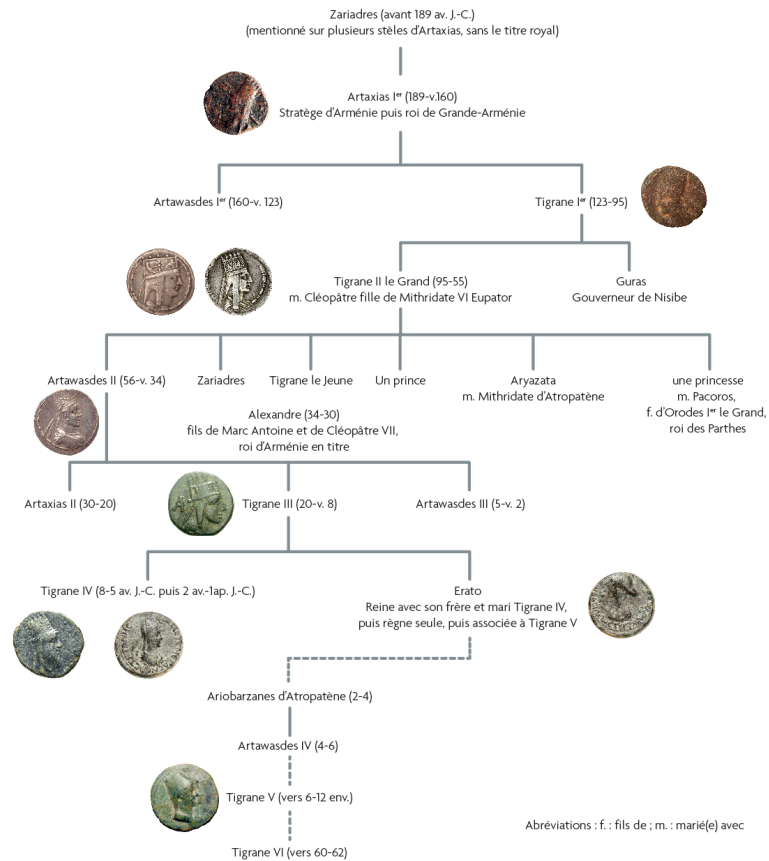 Zariadres (avant 189 av. J.-C.)
(mentionné sur plusieurs stèles d'Artaxias, sans le titre royal)
Artaxias Iᵉʳ (189-v.160)
Stratège d'Arménie puis roi de Grande-Arménie
Artawasdes Iᵉʳ (160-v. 123)
Tigrane Iᵉʳ (123-95)
Tigrane II le Grand (95-55)
m. Cléopâtre fille de Mithridate VI Eupator
Guras
Gouverneur de Nisibe
Artawasdes II (56-v. 34)
Zariadres
Tigrane le Jeune
Un prince
Aryazata
m. Mithridate d'Atropatène
une princesse
m. Pacoros,
f. d'Orodes Iᵉʳ le Grand,
roi des Parthes
Alexandre (34-30)
fils de Marc Antoine et de Cléopâtre VII,
roi d'Arménie en titre
Artaxias II (30-20)
Tigrane III (20-v. 8)
Artawasdes III (5-v. 2)
Tigrane IV (8-5 av. J.-C. puis 2 av.-1ap. J.-C.)
Erato
Reine avec son frère et mari Tigrane IV,
puis règne seule, puis associée à Tigrane V
Ariobarzanes d'Atropatène (2-4)
Artawasdes IV (4-6)
Tigrane V (vers 6-12 env.)
Tigrane VI (vers 60-62)
Abréviations : f. : fils de ; m. : marié(e) avec